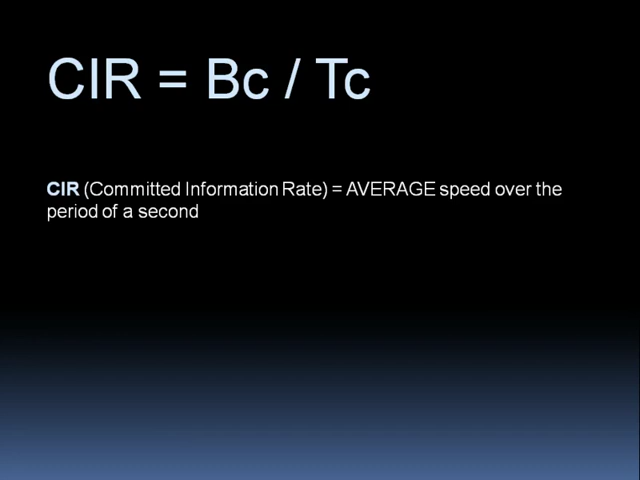 CIR = Bc / Tc
CIR (Committed Information Rate) = AVERAGE speed over the
period of a second